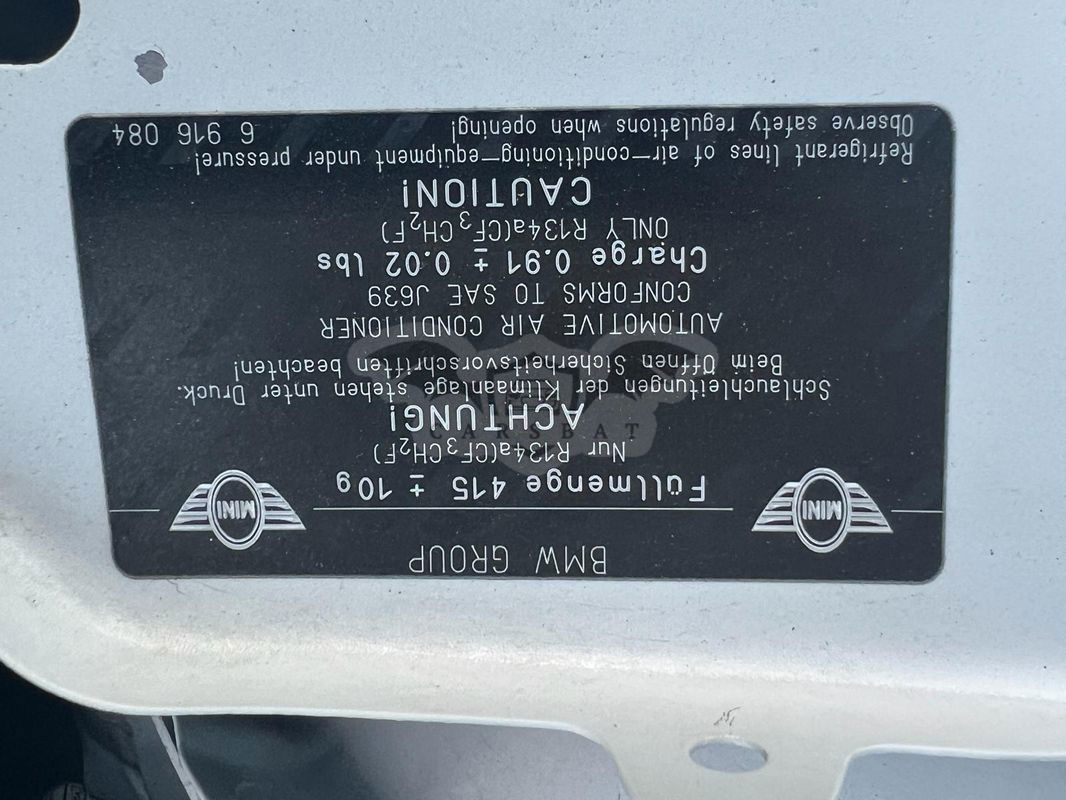 BMW GROUP
MINI
MINI
Füllmenge 415 ± 10g
Nur R134a(CF3CH2F)
ACHTUNG!
Schlauchleitungen der Klimaanlage stehen unter Druck.
Beim Öffnen Sicherheitsvorschriften beachten!
AUTOMOTIVE AIR CONDITIONER
CONFORMS TO SAE J639
Charge 0.91 ± 0.02 lbs
ONLY R134a(CF3CH2F)
CAUTION!
Refrigerant lines of air-conditioning-equipment under pressure!
Observe safety regulations when opening!
6 916 084
CARSBAT